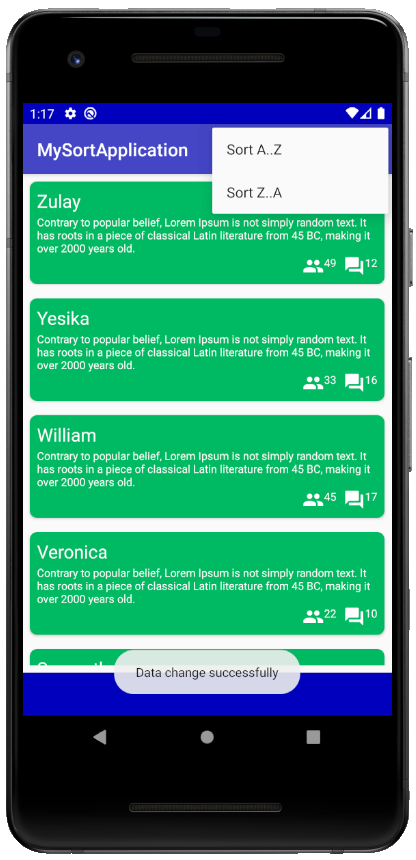 1:17
MySortApplication
Sort A..Z
Sort Z..A
Zulay
Contrary to popular belief, Lorem Ipsum is not simply random text. It
has roots in a piece of classical Latin literature from 45 BC, making it
over 2000 years old.
49 12
Yesika
Contrary to popular belief, Lorem Ipsum is not simply random text. It
has roots in a piece of classical Latin literature from 45 BC, making it
over 2000 years old.
33 16
William
Contrary to popular belief, Lorem Ipsum is not simply random text. It
has roots in a piece of classical Latin literature from 45 BC, making it
over 2000 years old.
45 17
Veronica
Contrary to popular belief, Lorem Ipsum is not simply random text. It
has roots in a piece of classical Latin literature from 45 BC, making it
over 2000 years old.
22 10
Data change successfully